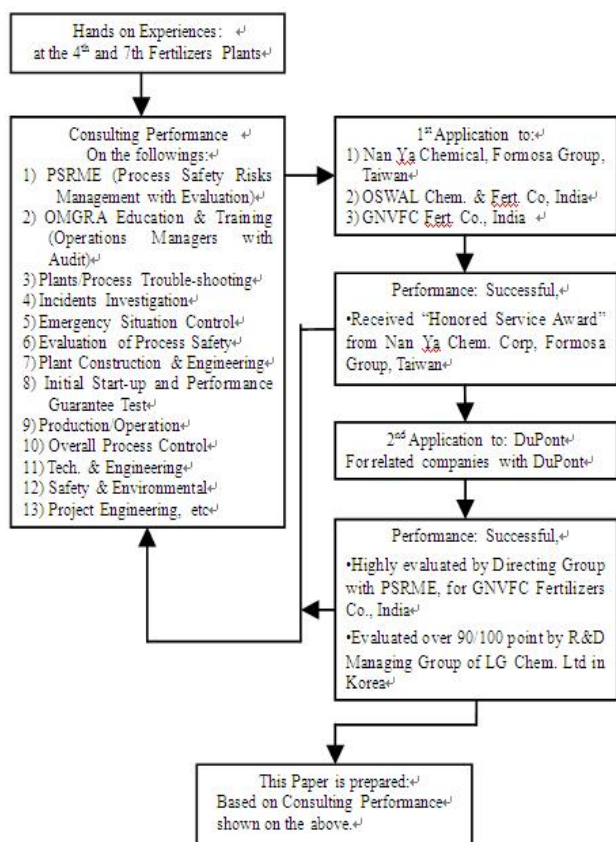 Hands on Experiences:
at the 4th and 7th Fertilizers Plants
Consulting Performance
On the followings:
1) PSRME (Process Safety Risks
Management with Evaluation)
2) OMGRA Education & Training
(Operations Managers with
Audit)
3) Plants/Process Trouble-shooting
4) Incidents Investigation
5) Emergency Situation Control
6) Evaluation of Process Safety
7) Plant Construction & Engineering
8) Initial Start-up and Performance
Guarantee Test
9) Production/Operation
10) Overall Process Control
11) Tech. & Engineering
12) Safety & Environmental
13) Project Engineering, etc
1st Application to:
1) Nan Ya Chemical, Formosa Group,
Taiwan
2) OSWAL Chem. & Fert. Co, India
3) GNVFC Fert. Co., India
Performance: Successful,
•Received “Honored Service Award”
from Nan Ya Chem. Corp, Formosa
Group, Taiwan
2nd Application to: DuPont
For related companies with DuPont
Performance: Successful,
•Highly evaluated by Directing Group
with PSRME, for GNVFC Fertilizers
Co., India
•Evaluated over 90/100 point by R&D
Managing Group of LG Chem. Ltd in
Korea
This Paper is prepared:
Based on Consulting Performance
shown on the above.